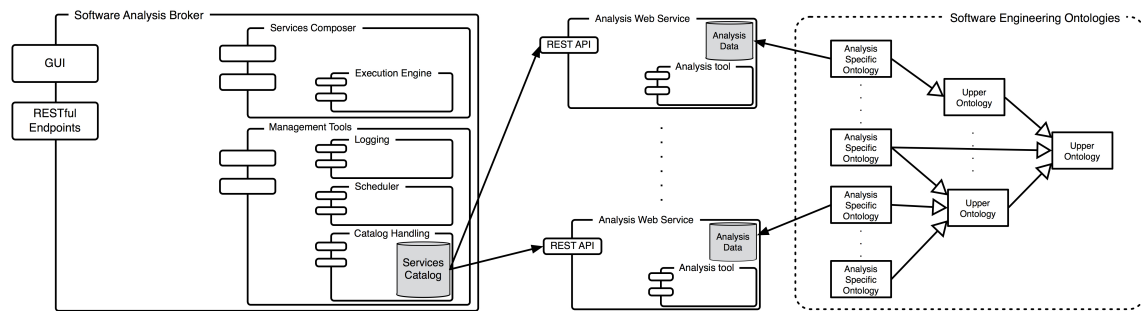 Software Analysis Broker
GUI
RESTful
Endpoints
Services Composer
Execution Engine
Management Tools
Logging
Scheduler
Catalog Handling
Services
Catalog
Analysis Web Service
REST API
Analysis
Data
Analysis tool
Analysis Web Service
REST API
Analysis
Data
Analysis tool
Software Engineering Ontologies
Analysis
Specific
Ontology
Upper
Ontology
Analysis
Specific
Ontology
Upper
Ontology
Analysis
Specific
Ontology
Upper
Ontology
Analysis
Specific
Ontology